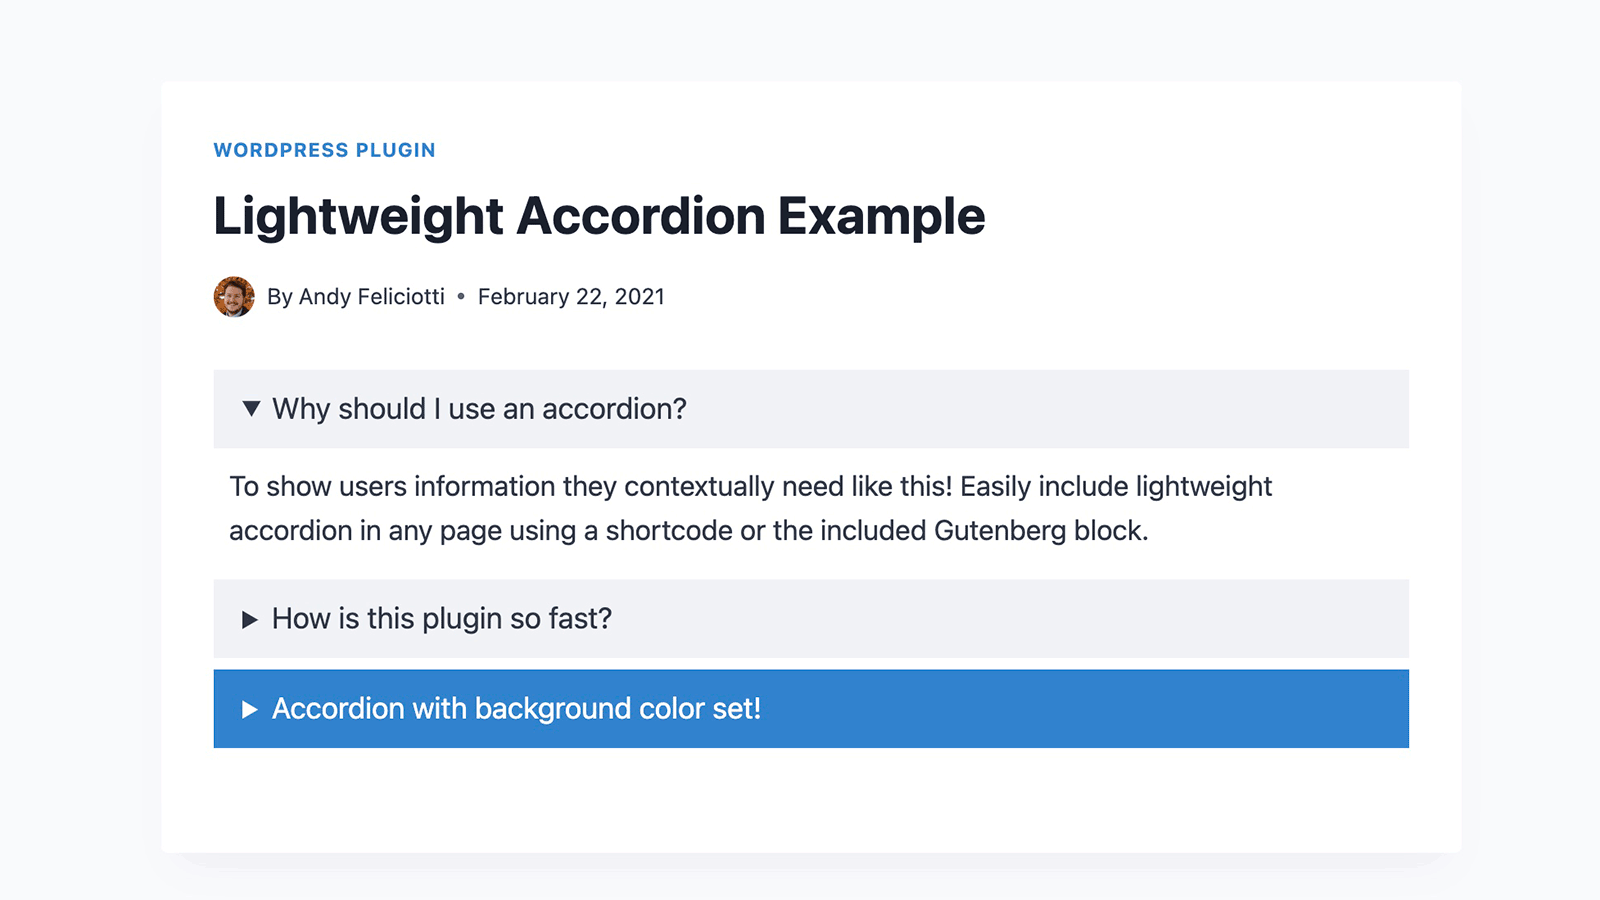 WORDPRESS PLUGIN
Lightweight Accordion Example
By Andy Feliciotti • February 22, 2021
▼ Why should I use an accordion?
To show users information they contextually need like this! Easily include lightweight
accordion in any page using a shortcode or the included Gutenberg block.
▶ How is this plugin so fast?
▶ Accordion with background color set!